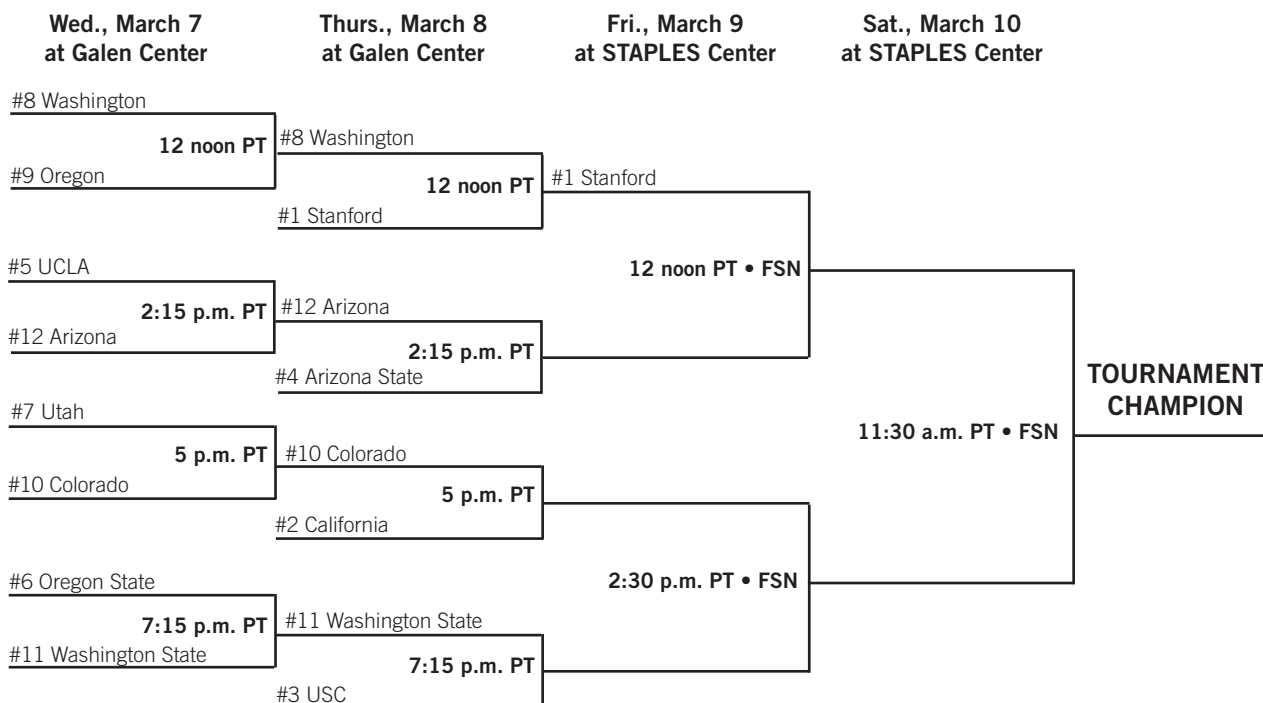 Wed., March 7
at Galen Center
Thurs., March 8
at Galen Center
Fri., March 9
at STAPLES Center
Sat., March 10
at STAPLES Center
#8 Washington
12 noon PT
#9 Oregon
#8 Washington
12 noon PT
#1 Stanford
#1 Stanford
#5 UCLA
2:15 p.m. PT
#12 Arizona
#12 Arizona
2:15 p.m. PT
#4 Arizona State
12 noon PT • FSN
#7 Utah
5 p.m. PT
#10 Colorado
#10 Colorado
5 p.m. PT
#2 California
#6 Oregon State
7:15 p.m. PT
#11 Washington State
#11 Washington State
7:15 p.m. PT
#3 USC
2:30 p.m. PT • FSN
11:30 a.m. PT • FSN
TOURNAMENT
CHAMPION